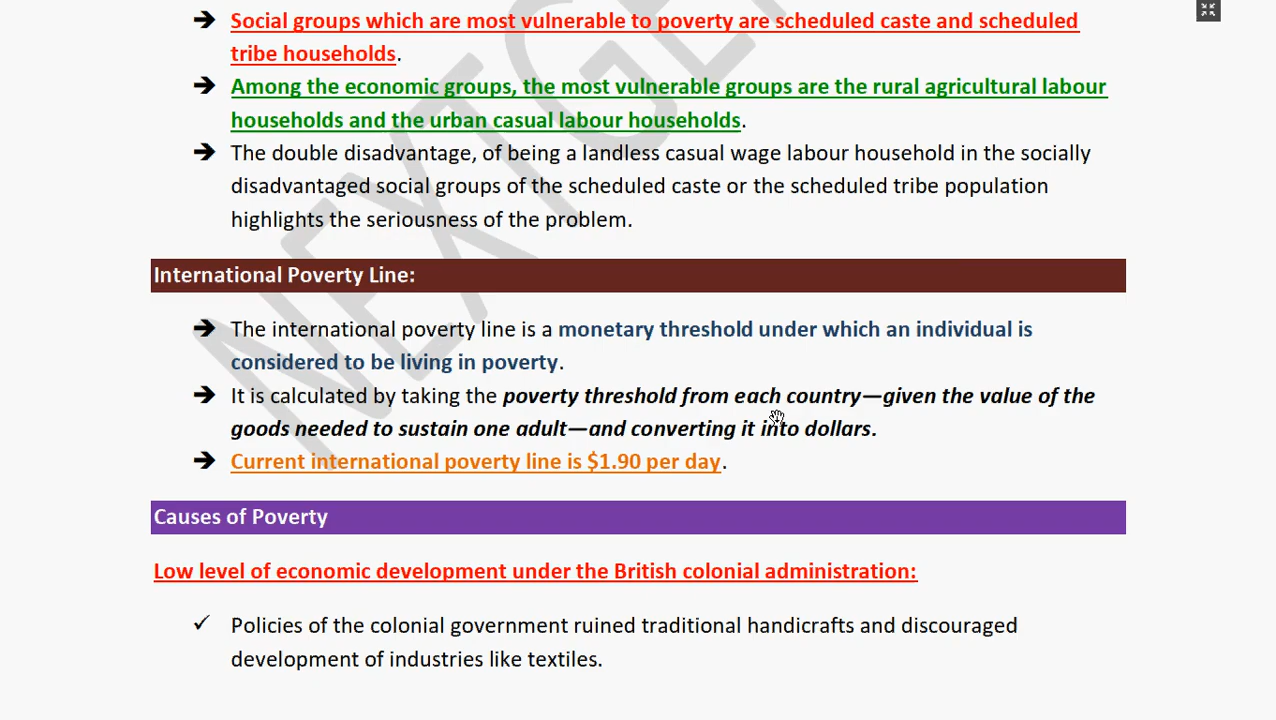 ➔ Social groups which are most vulnerable to poverty are scheduled caste and scheduled
tribe households.
➔ Among the economic groups, the most vulnerable groups are the rural agricultural labour
households and the urban casual labour households.
➔ The double disadvantage, of being a landless casual wage labour household in the socially
disadvantaged social groups of the scheduled caste or the scheduled tribe population
highlights the seriousness of the problem.
International Poverty Line:
➔ The international poverty line is a monetary threshold under which an individual is
considered to be living in poverty.
➔ It is calculated by taking the poverty threshold from each country—given the value of the
goods needed to sustain one adult—and converting it into dollars.
➔ Current international poverty line is $1.90 per day.
Causes of Poverty
Low level of economic development under the British colonial administration:
✓ Policies of the colonial government ruined traditional handicrafts and discouraged
development of industries like textiles.
NEXTG